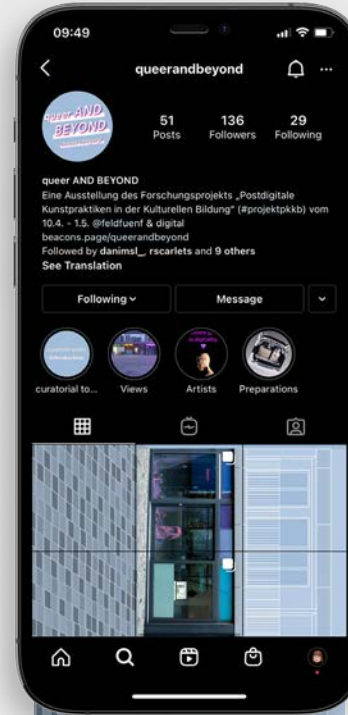 09:49
queerandbeyond
queer AND
BEYOND
51
136
29
Posts
Followers
Following
queer AND BEYOND
Eine Ausstellung des Forschungsprojekts „Postdigitale
Kunstpraktiken in der Kulturellen Bildung“ (#projektpkkb) vom
10.4. - 1.5. @feldfuenf & digital
beacons.page/queerandbeyond
Followed by danimsl_, rscarlets and 9 others
See Translation
Following
Message
curatorial to...
Views
Artists
Preparations